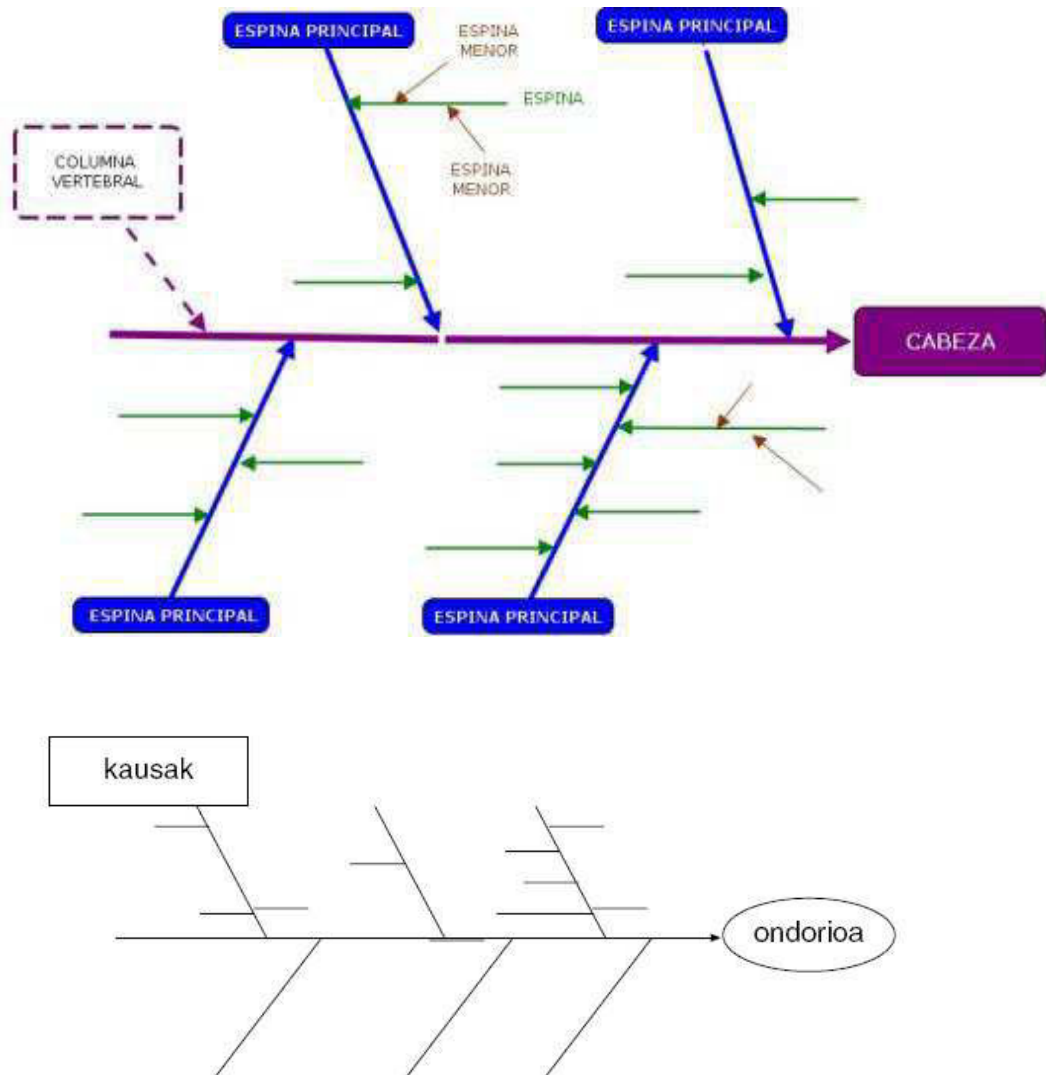 ESPINA PRINCIPAL
ESPINA PRINCIPAL
ESPINA
MENOR
ESPINA
ESPINA
MENOR
COLUMNA
VERTEBRAL
CABEZA
ESPINA PRINCIPAL
ESPINA PRINCIPAL
kausak
ondorioa